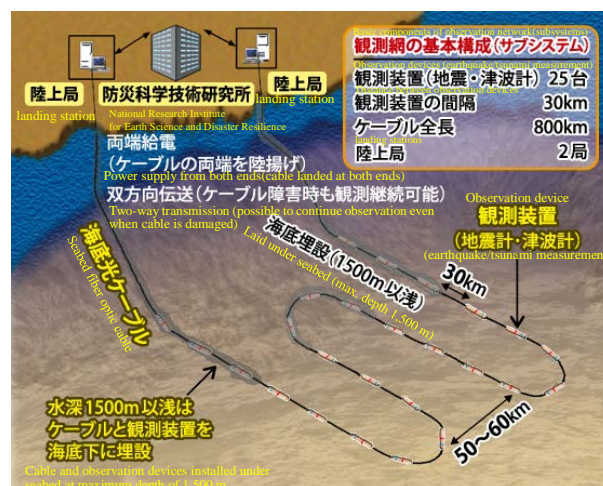 Basic components of observation network(subsystems)
観測網の基本構成(サブシステム)
Observation devices (earthquake/tsunami measurement)
観測装置(地震・津波計) 25台
観測装置の間隔 30km
ケーブル全長 800km
landing stations
陸上局 2局
陸上局
landing station
防災科学技術研究所
National Research Institute
for Earth Science and Disaster Resilience
陸上局
landing station
両端給電
(ケーブルの両端を陸揚げ)
Power supply from both ends(cable landed at both ends)
双方向伝送(ケーブル障害時も観測継続可能)
Two-way transmission (possible to continue observation even
when cable is damaged)
Observation device
観測装置
(地震計・津波計)
(earthquake/tsunami measurement
海底埋設(1500m以浅)
Laid under seabed (max. depth 1,500 m)
30km
海底光ケーブル
Seabed fiber optic cable
50～60km
水深1500m以浅は
ケーブルと観測装置を
海底下に埋設
Cable and observation devices installed under
seabed at maximum depth of 1,500 m